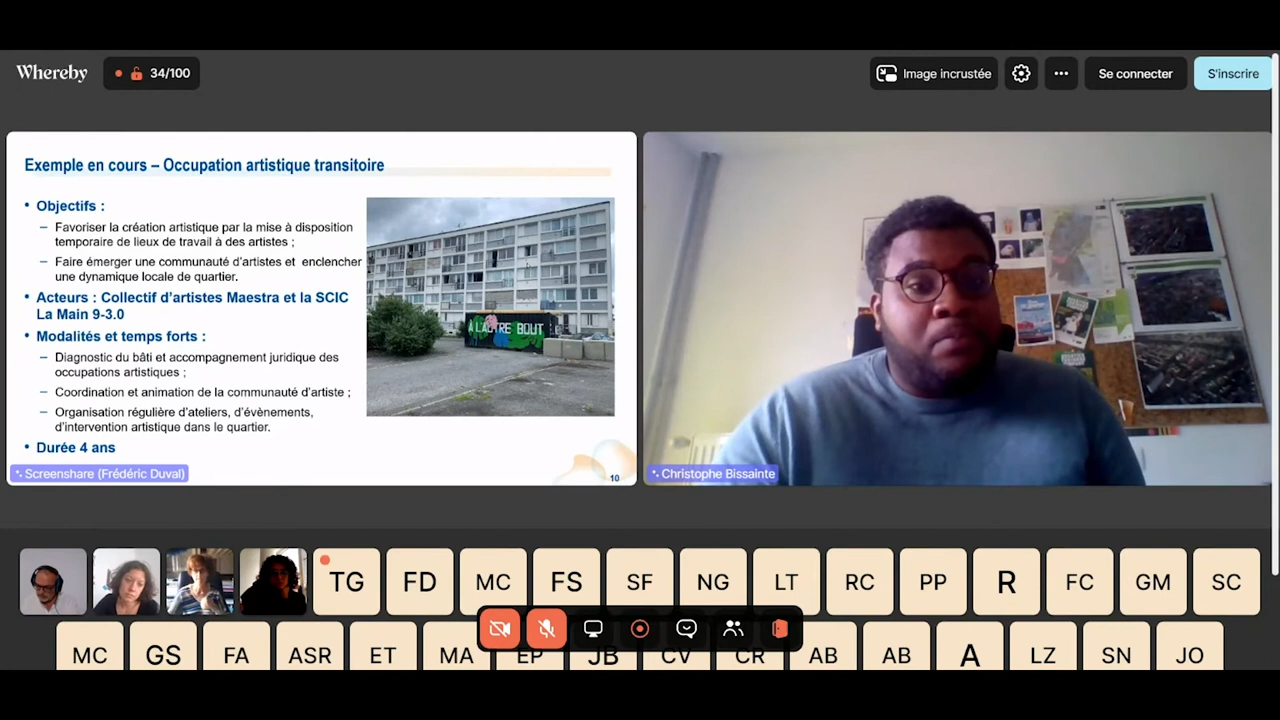 Whereby
34/100
Image incrustée
Se connecter
S'inscrire
Exemple en cours – Occupation artistique transitoire
• Objectifs :
– Favoriser la création artistique par la mise à disposition
temporaire de lieux de travail à des artistes ;
– Faire émerger une communauté d'artistes et enclencher
une dynamique locale de quartier.
• Acteurs : Collectif d'artistes Maestra et la SCIC
La Main 9-3.0
• Modalités et temps forts :
– Diagnostic du bâti et accompagnement juridique des
occupations artistiques ;
– Coordination et animation de la communauté d'artiste ;
– Organisation régulière d'ateliers, d'évènements,
d'intervention artistique dans le quartier.
• Durée 4 ans
A L'AUTRE BOUT
10
Screenshare (Frédéric Duval)
Christophe Bissainte
TG FD MC FS SF NG LT RC PP R FC GM SC
MC GS FA ASR ET MA EP JB CV CR AB AB A LZ SN JO